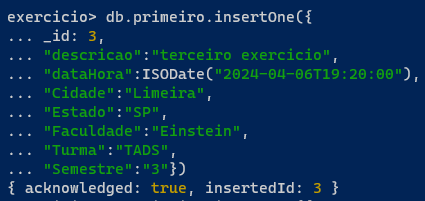 exercicio> db.primeiro.insertOne({
... _id: 3,
... "descricao":"terceiro exercicio",
... "dataHora":ISODate("2024-04-06T19:20:00"),
... "Cidade":"Limeira",
... "Estado":"SP",
... "Faculdade":"Einstein",
... "Turma":"TADS",
... "Semestre":"3"})
{ acknowledged: true, insertedId: 3 }